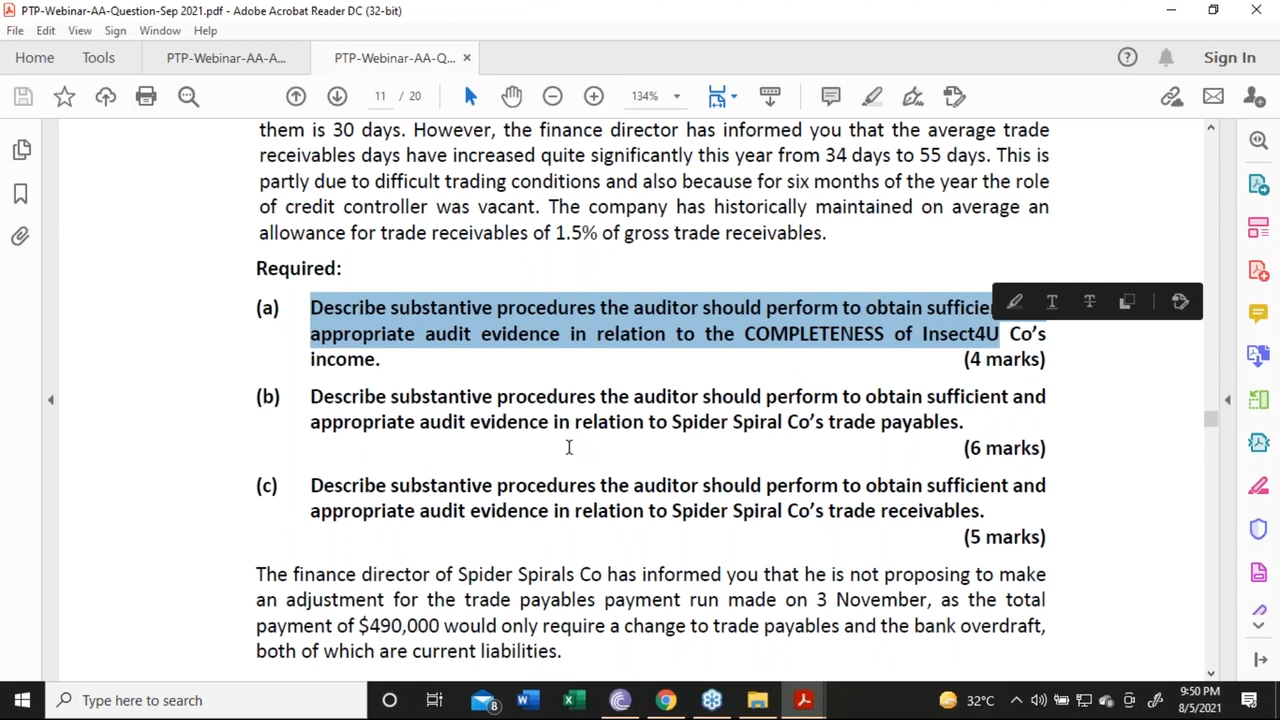 PTP-Webinar-AA-Question-Sep 2021.pdf - Adobe Acrobat Reader DC (32-bit)
File Edit View Sign Window Help
Home Tools PTP-Webinar-AA-A... PTP-Webinar-AA-Q... × Sign In
11 / 20 134%
them is 30 days. However, the finance director has informed you that the average trade
receivables days have increased quite significantly this year from 34 days to 55 days. This is
partly due to difficult trading conditions and also because for six months of the year the role
of credit controller was vacant. The company has historically maintained on average an
allowance for trade receivables of 1.5% of gross trade receivables.
Required:
(a) Describe substantive procedures the auditor should perform to obtain
appropriate audit evidence in relation to the COMPLETENESS of Insect4U Co's
income. (4 marks)
(b) Describe substantive procedures the auditor should perform to obtain sufficient and
appropriate audit evidence in relation to Spider Spiral Co's trade payables.
(6 marks)
(c) Describe substantive procedures the auditor should perform to obtain sufficient and
appropriate audit evidence in relation to Spider Spiral Co's trade receivables.
(5 marks)
The finance director of Spider Spirals Co has informed you that he is not proposing to make
an adjustment for the trade payables payment run made on 3 November, as the total
payment of $490,000 would only require a change to trade payables and the bank overdraft,
both of which are current liabilities.
Type here to search 8 32°C 9:50 PM
8/5/2021